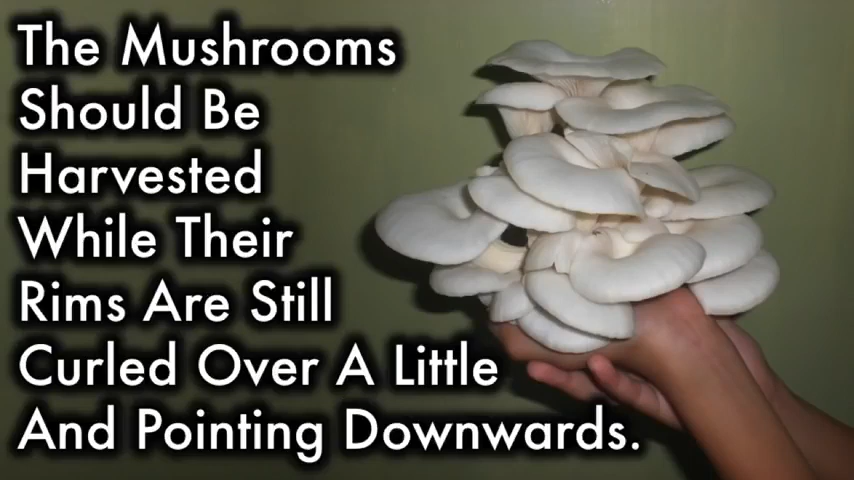 The Mushrooms
Should Be
Harvested
While Their
Rims Are Still
Curled Over A Little
And Pointing Downwards.